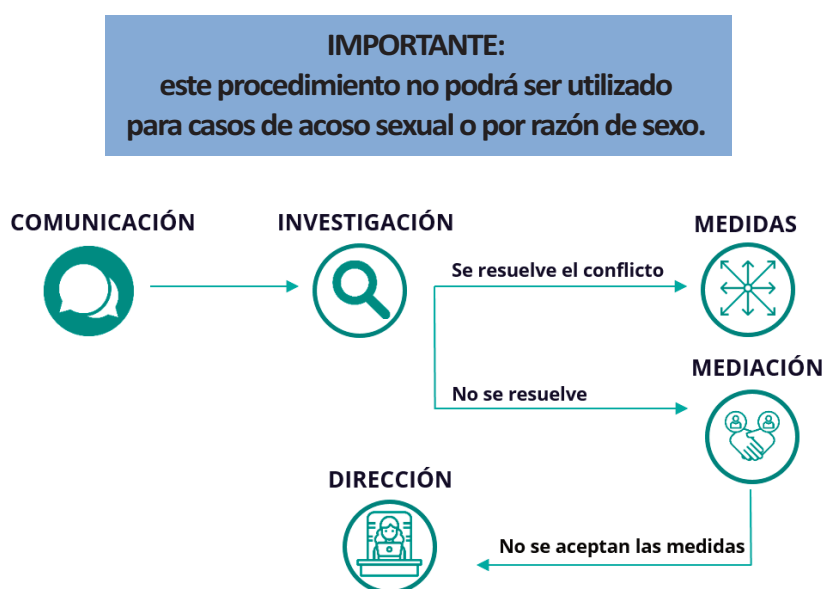 IMPORTANTE:
este procedimiento no podrá ser utilizado
para casos de acoso sexual o por razón de sexo.
COMUNICACIÓN
INVESTIGACIÓN
MEDIDAS
Se resuelve el conflicto
MEDIACIÓN
No se resuelve
DIRECCIÓN
No se aceptan las medidas